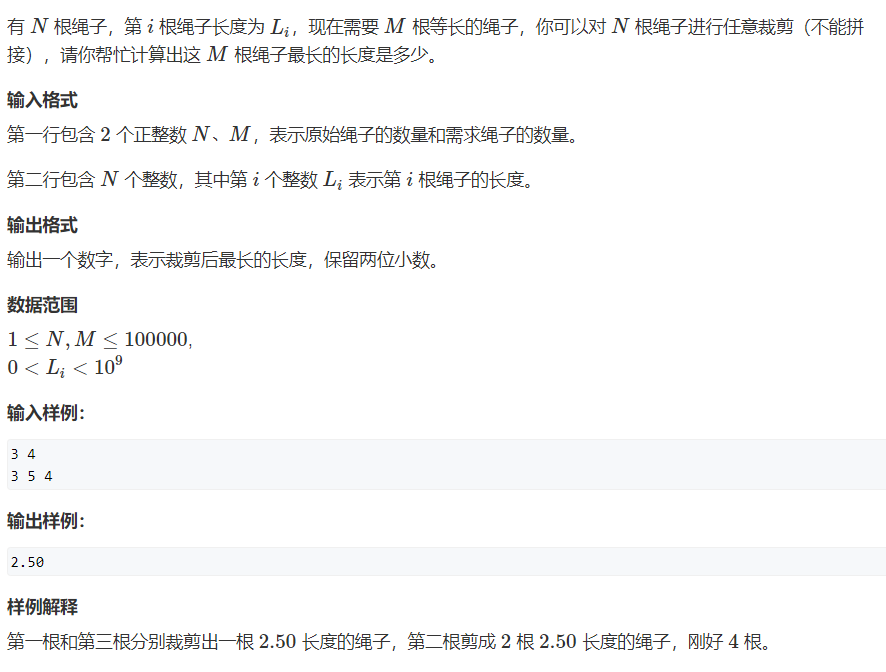 有 N 根绳子，第 i 根绳子长度为 Lᵢ，现在需要 M 根等长的绳子，你可以对 N 根绳子进行任意裁剪（不能拼
接），请你帮忙计算出这 M 根绳子最长的长度是多少。
输入格式
第一行包含 2 个正整数 N、M，表示原始绳子的数量和需求绳子的数量。
第二行包含 N 个整数，其中第 i 个整数 Lᵢ 表示第 i 根绳子的长度。
输出格式
输出一个数字，表示裁剪后最长的长度，保留两位小数。
数据范围
1 ≤ N, M ≤ 100000,
0 < Lᵢ < 10⁹
输入样例：
3 4
3 5 4
输出样例：
2.50
样例解释
第一根和第三根分别裁剪出一根 2.50 长度的绳子，第二根剪成 2 根 2.50 长度的绳子，刚好 4 根。